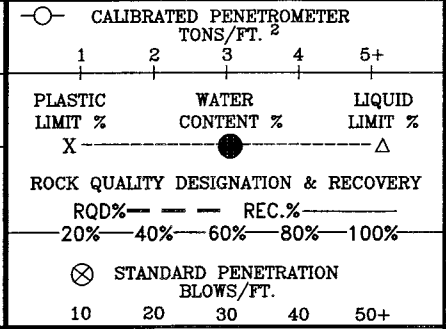 CALIBRATED PENETROMETER
TONS/FT. 2
1 2 3 4 5+
PLASTIC WATER LIQUID
LIMIT % CONTENT % LIMIT %
X
ROCK QUALITY DESIGNATION & RECOVERY
RQD% REC.%
20% 40% 60% 80% 100%
STANDARD PENETRATION
BLOWS/FT.
10 20 30 40 50+